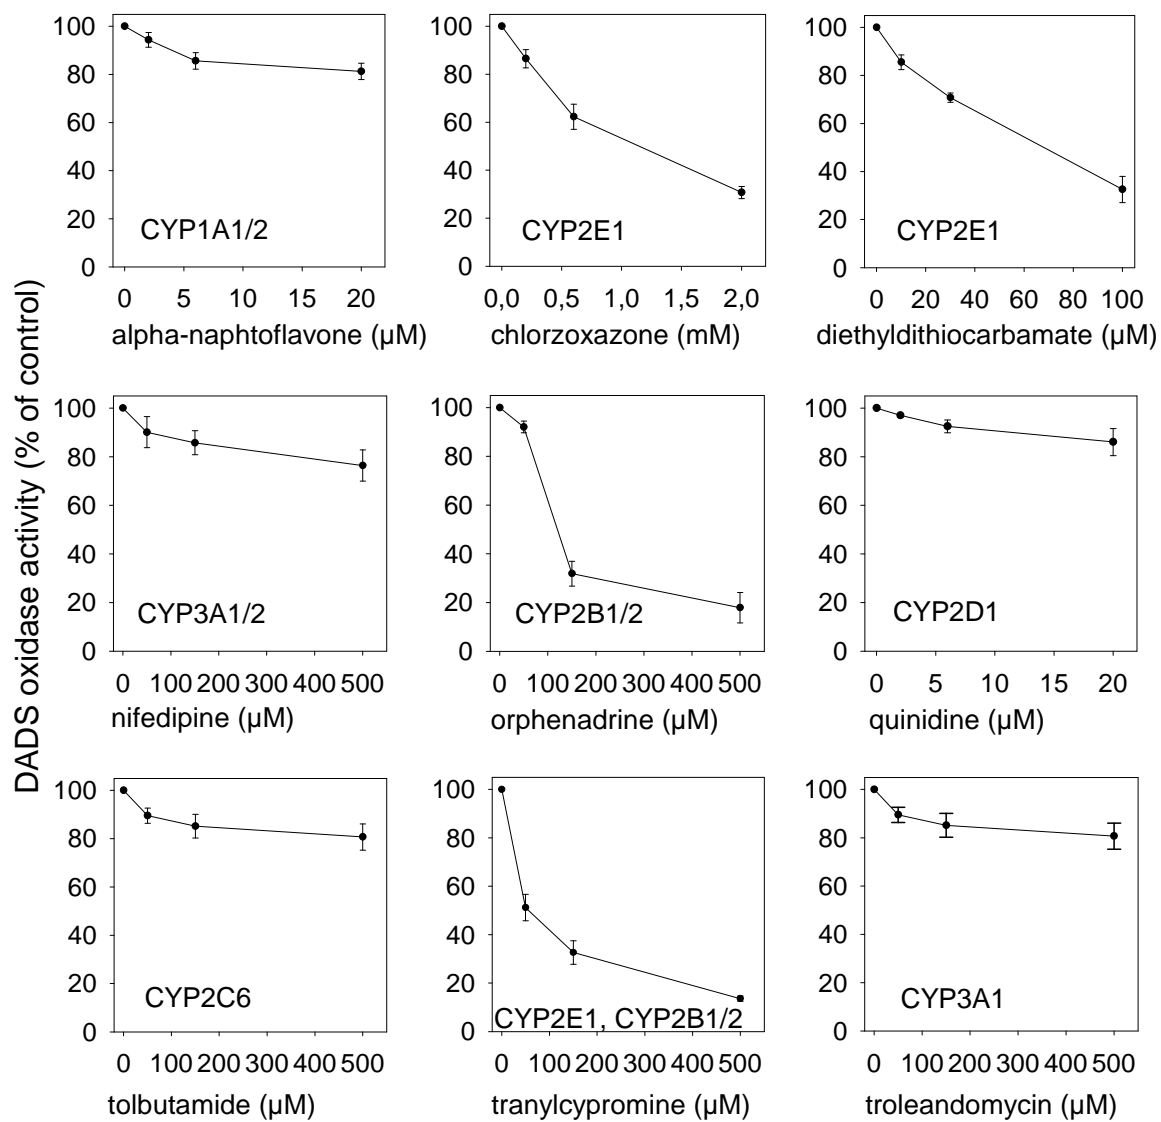 DADS oxidase activity (% of control)
100
80
60
40
20
0
CYP1A1/2
0 5 10 15 20
alpha-naphtoflavone (µM)
100
80
60
40
20
0
CYP2E1
0,0 0,5 1,0 1,5 2,0
chlorzoxazone (mM)
100
80
60
40
20
0
CYP2E1
0 20 40 60 80 100
diethyldithiocarbamate (µM)
100
80
60
40
20
0
CYP3A1/2
0 100 200 300 400 500
nifedipine (µM)
100
80
60
40
20
0
CYP2B1/2
0 100 200 300 400 500
orphenadrine (µM)
100
80
60
40
20
0
CYP2D1
0 5 10 15 20
quinidine (µM)
100
80
60
40
20
0
CYP2C6
0 100 200 300 400 500
tolbutamide (µM)
100
80
60
40
20
0
CYP2E1, CYP2B1/2
0 100 200 300 400 500
tranylcypromine (µM)
100
80
60
40
20
0
CYP3A1
0 100 200 300 400 500
troleandomycin (µM)